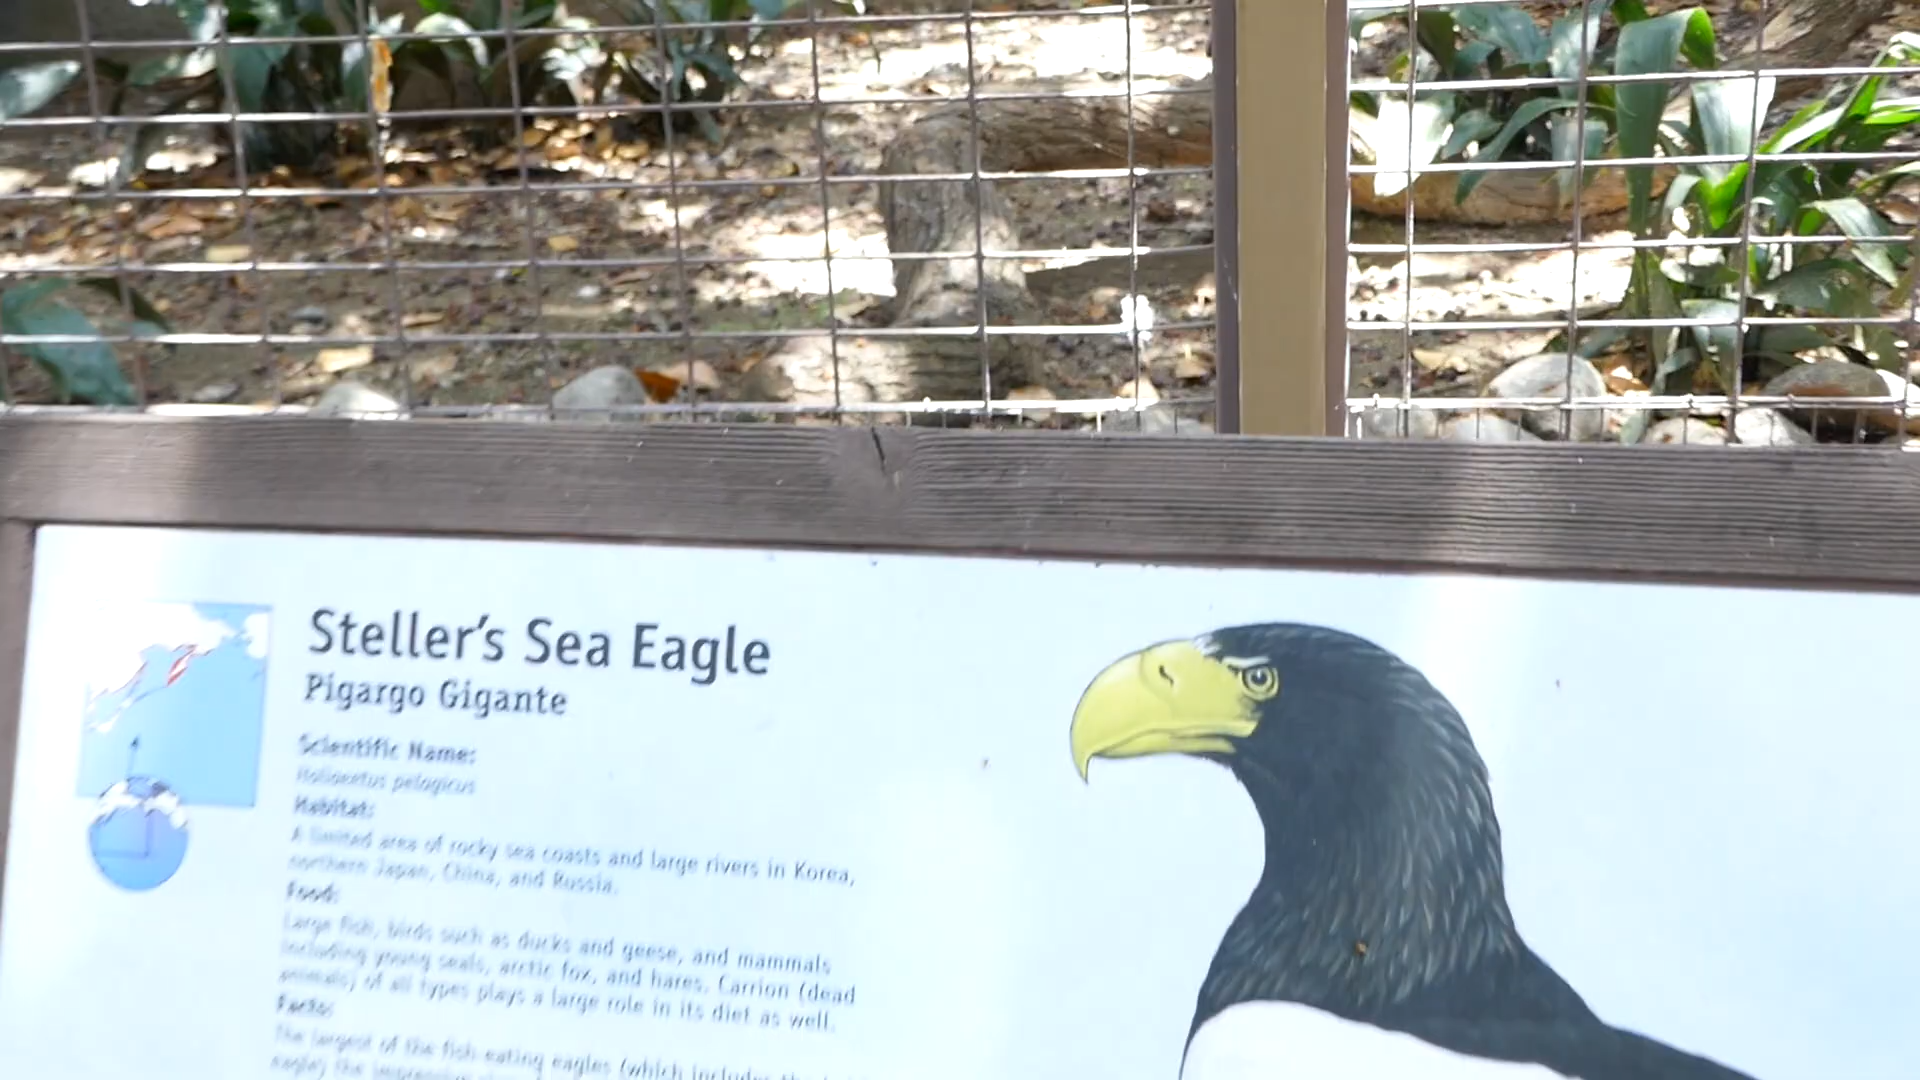 Steller's Sea Eagle
Pigargo Gigante
Scientific Name:
Haliaeetus pelagicus
Habitat:
A limited area of rocky sea coasts and large rivers in Korea,
northern Japan, China, and Russia.
Food:
Large fish, birds such as ducks and geese, and mammals
including young seals, arctic fox, and hares. Carrion (dead
animals) of all types plays a large role in its diet as well.
Facts:
The largest of the fish-eating eagles (which includes the
eagle) the